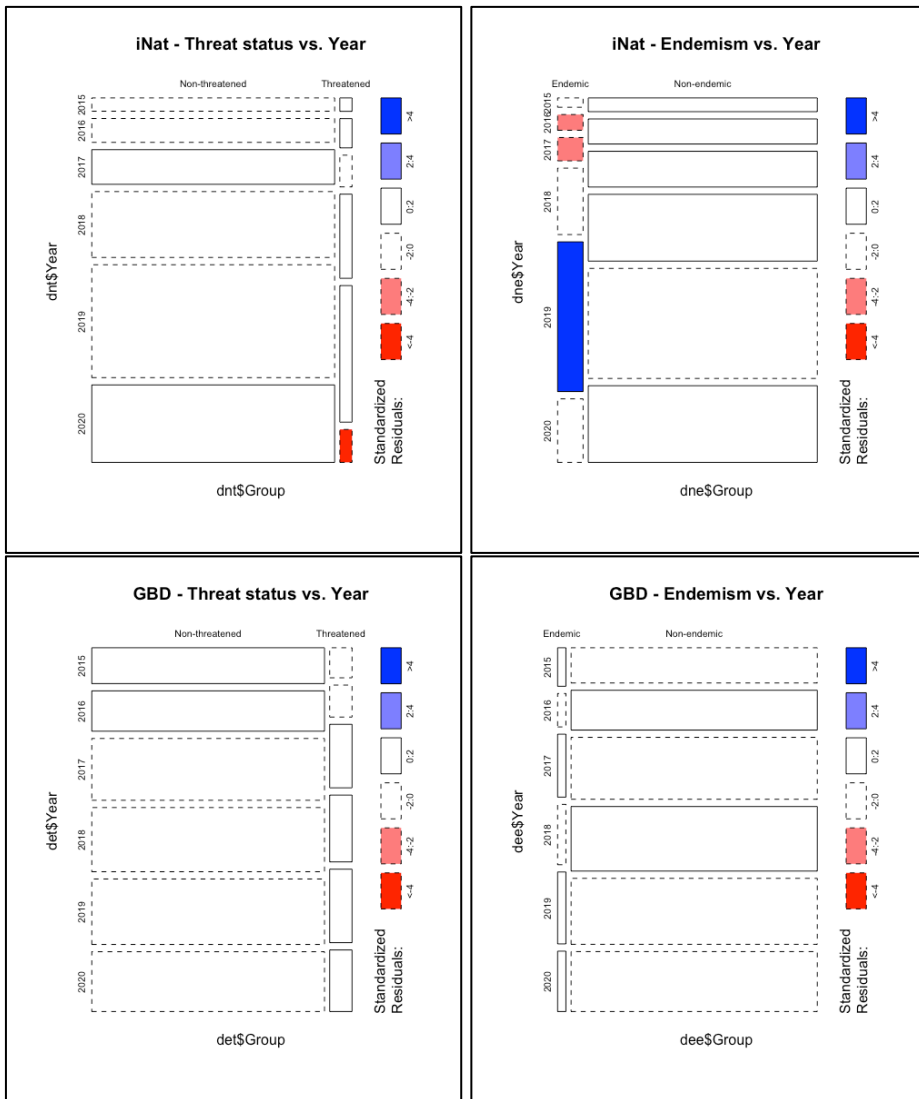 iNat - Threat status vs. Year
Non-threatened Threatened
2015
2016
2017
2018
2019
2020
dnt$Year
dnt$Group
>4
2:4
0:2
-2:0
-4:-2
<-4
Standardized
Residuals:
iNat - Endemism vs. Year
Endemic Non-endemic
2015
2016
2017
2018
2019
2020
dne$Year
dne$Group
>4
2:4
0:2
-2:0
-4:-2
<-4
Standardized
Residuals:
GBD - Threat status vs. Year
Non-threatened Threatened
2015
2016
2017
2018
2019
2020
det$Year
det$Group
>4
2:4
0:2
-2:0
-4:-2
<-4
Standardized
Residuals:
GBD - Endemism vs. Year
Endemic Non-endemic
2015
2016
2017
2018
2019
2020
dee$Year
dee$Group
>4
2:4
0:2
-2:0
-4:-2
<-4
Standardized
Residuals: